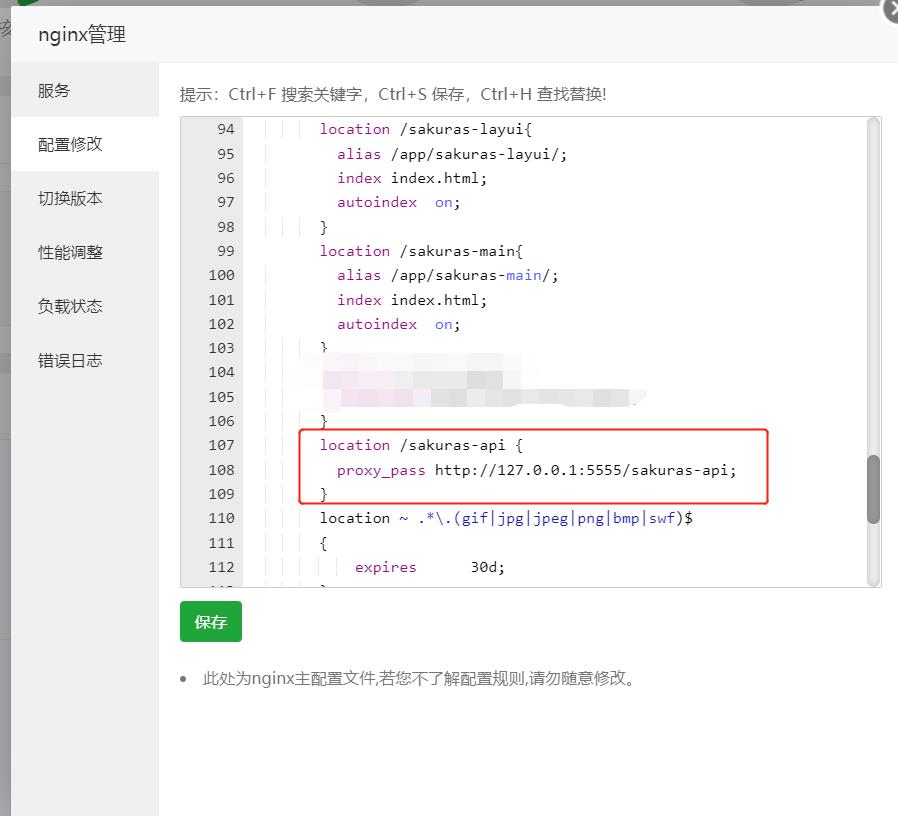 nginx管理
服务
配置修改
切换版本
性能调整
负载状态
错误日志
提示：Ctrl+F 搜索关键字，Ctrl+S 保存，Ctrl+H 查找替换!
94 location /sakuras-layui{
95 alias /app/sakuras-layui/;
96 index index.html;
97 autoindex  on;
98 }
99 location /sakuras-main{
100 alias /app/sakuras-main/;
101 index index.html;
102 autoindex  on;
103 }
104
105
106 }
107 location /sakuras-api {
108 proxy_pass http://127.0.0.1:5555/sakuras-api;
109 }
110 location ~ .*\.(gif|jpg|jpeg|png|bmp|swf)$
111 {
112 expires      30d;
保存
此处为nginx主配置文件,若您不了解配置规则,请勿随意修改。